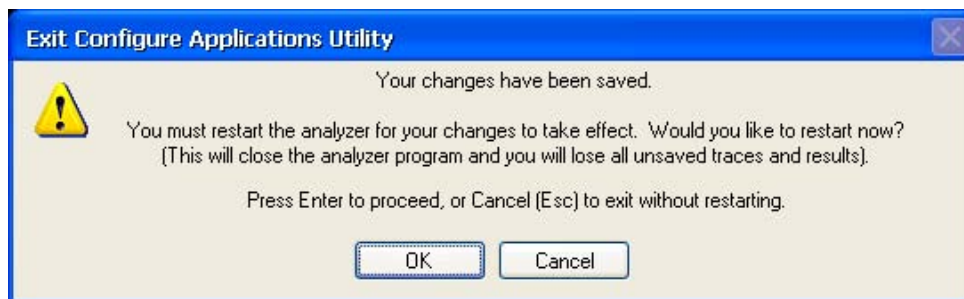 Exit Configure Applications Utility
Your changes have been saved.
You must restart the analyzer for your changes to take effect.  Would you like to restart now?
(This will close the analyzer program and you will lose all unsaved traces and results).
Press Enter to proceed, or Cancel (Esc) to exit without restarting.
OK
Cancel